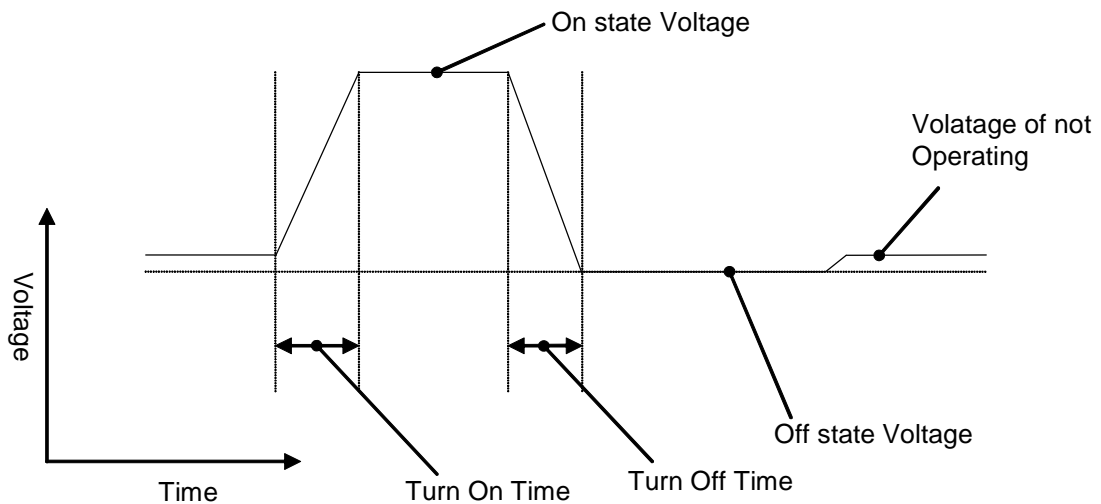 On state Voltage
Volatage of not
Operating
Voltage
Off state Voltage
Time
Turn On Time
Turn Off Time